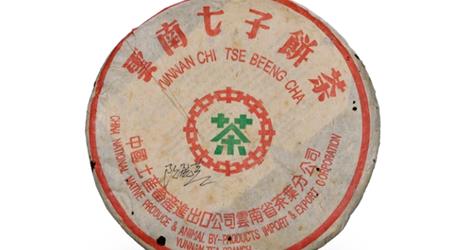 雲南七子餅茶
YUNNAN CHI TSE BEENG CHA
茶
中國土產畜產進出口公司雲南省茶葉分公司
CHINA NATIONAL NATIVE PRODUCE & ANIMAL BY-PRODUCTS IMPORT & EXPORT CORPORATION
YUNNAN TEA BRANCH